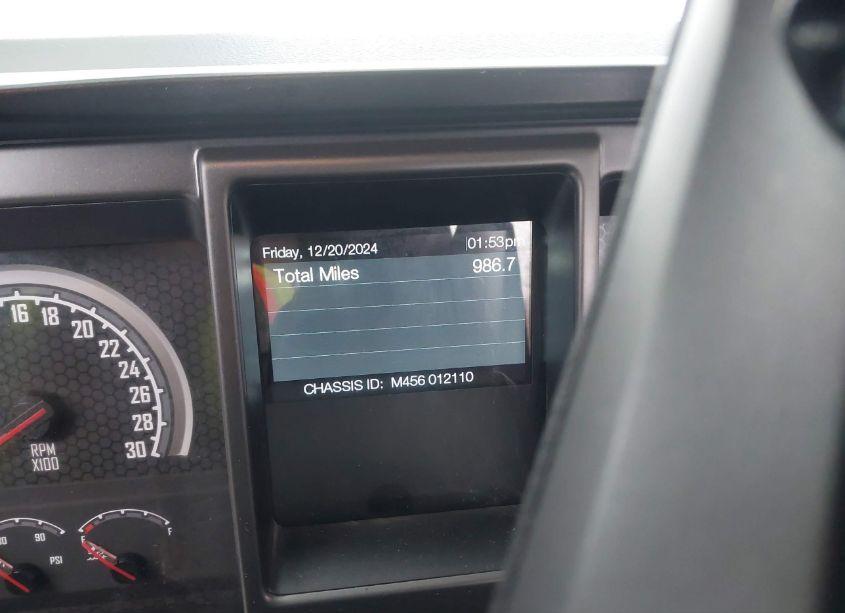 Friday, 12/20/2024 01:53pm
Total Miles 986.7
CHASSIS ID: M456 012110
16 18 20 22 24 26 28 30
RPM
X100
90
PSI
E F